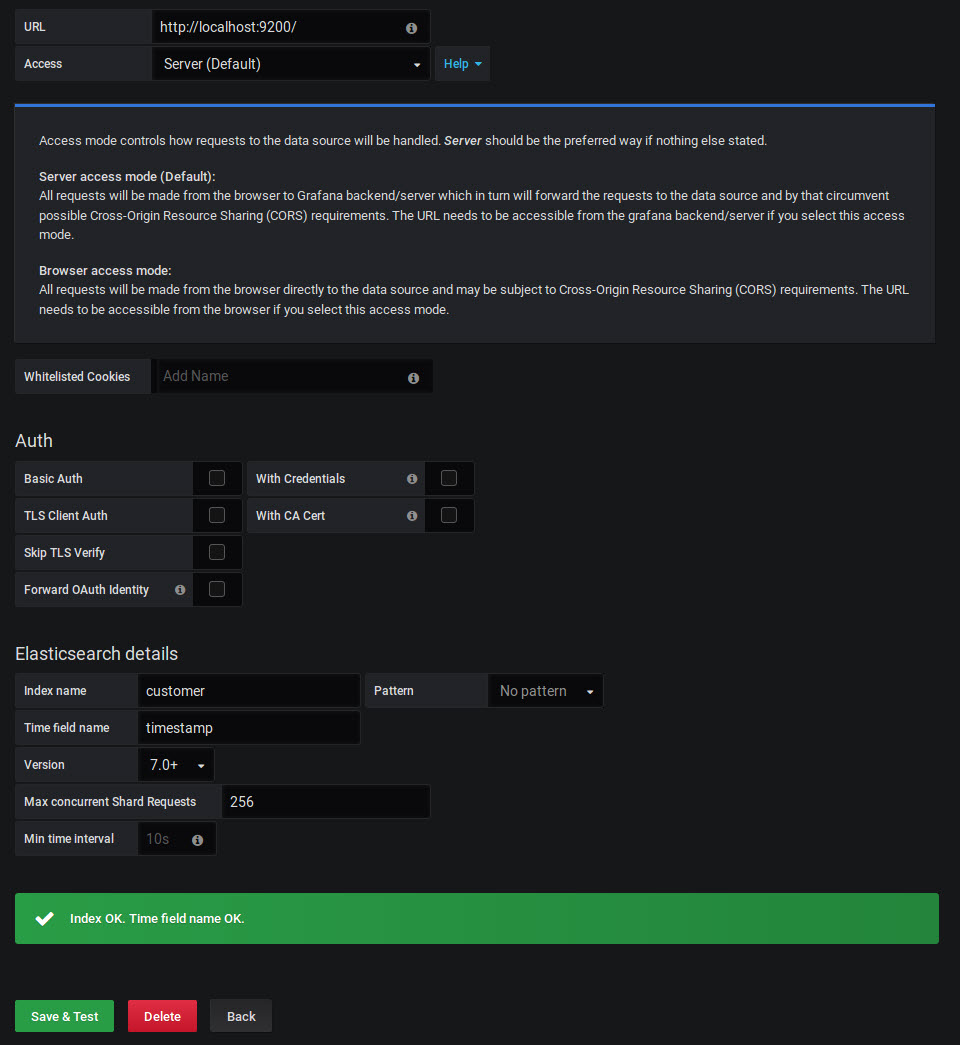 URL http://localhost:9200/
Access Server (Default) Help
Access mode controls how requests to the data source will be handled. Server should be the preferred way if nothing else stated.
Server access mode (Default):
All requests will be made from the browser to Grafana backend/server which in turn will forward the requests to the data source and by that circumvent
possible Cross-Origin Resource Sharing (CORS) requirements. The URL needs to be accessible from the grafana backend/server if you select this access
mode.
Browser access mode:
All requests will be made from the browser directly to the data source and may be subject to Cross-Origin Resource Sharing (CORS) requirements. The URL
needs to be accessible from the browser if you select this access mode.
Whitelisted Cookies Add Name
Auth
Basic Auth With Credentials
TLS Client Auth With CA Cert
Skip TLS Verify
Forward OAuth Identity
Elasticsearch details
Index name customer Pattern No pattern
Time field name timestamp
Version 7.0+
Max concurrent Shard Requests 256
Min time interval 10s
Index OK. Time field name OK.
Save & Test Delete Back